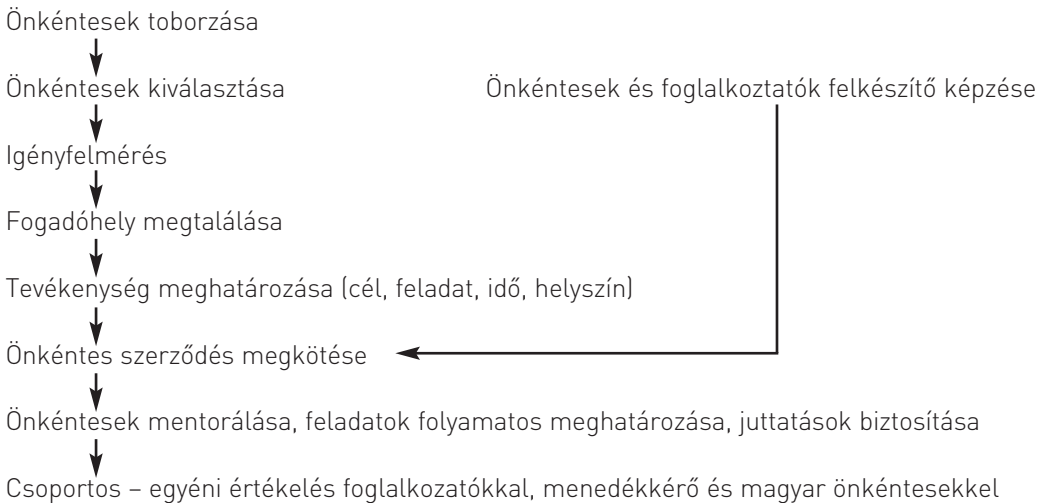 Önkéntesek toborzása
Önkéntesek kiválasztása
Önkéntesek és foglalkoztatók felkészítő képzése
Igényfelmérés
Fogadóhely megtalálása
Tevékenység meghatározása (cél, feladat, idő, helyszín)
Önkéntes szerződés megkötése
Önkéntesek mentorálása, feladatok folyamatos meghatározása, juttatások biztosítása
Csoportos – egyéni értékelés foglalkozatókkal, menedékkérő és magyar önkéntesekkel